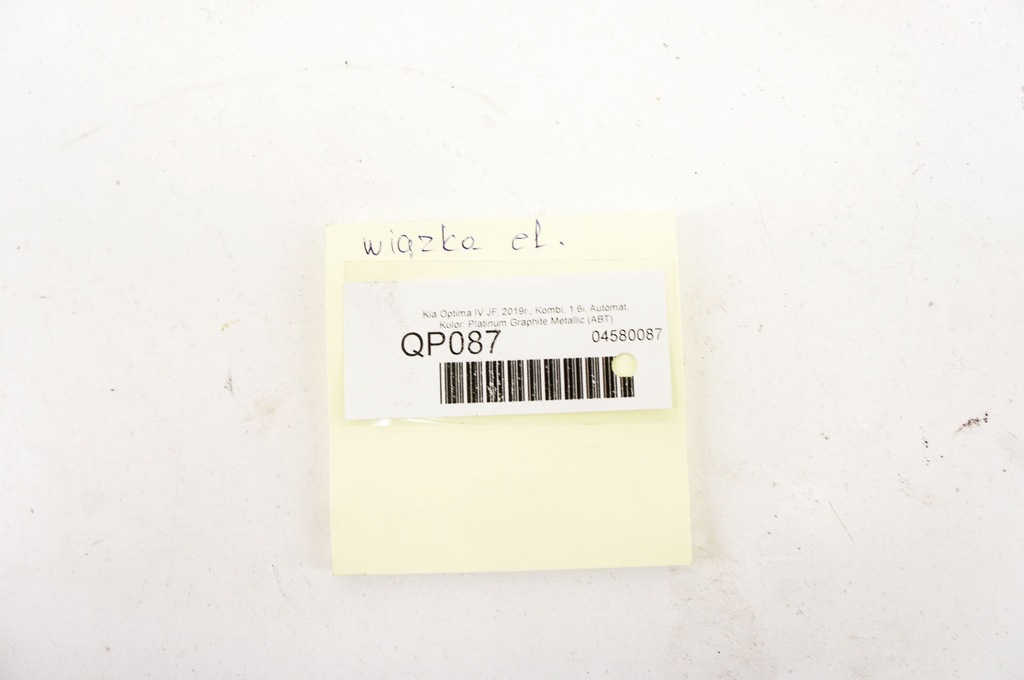 wiązka el.
Kia Optima IV JF, 2019r., Kombi, 1.6i, Automat,
Kolor: Platinum Graphite Metallic (ABT)
QP087
04580087